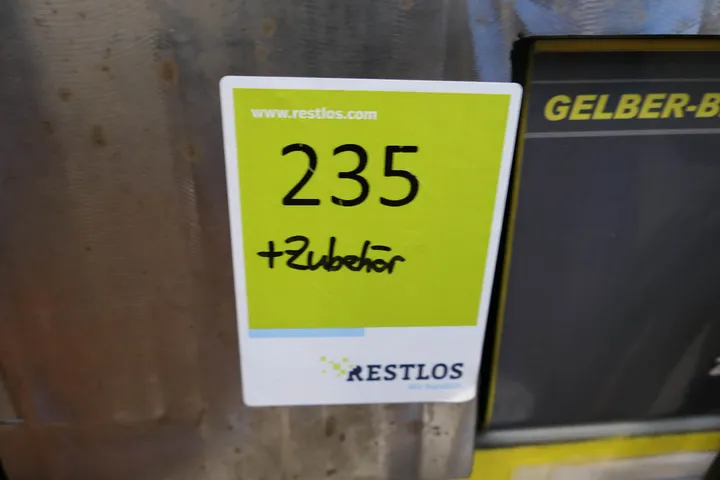 www.restlos.com
235
+Zubehör
RESTLOS
GELBER-B